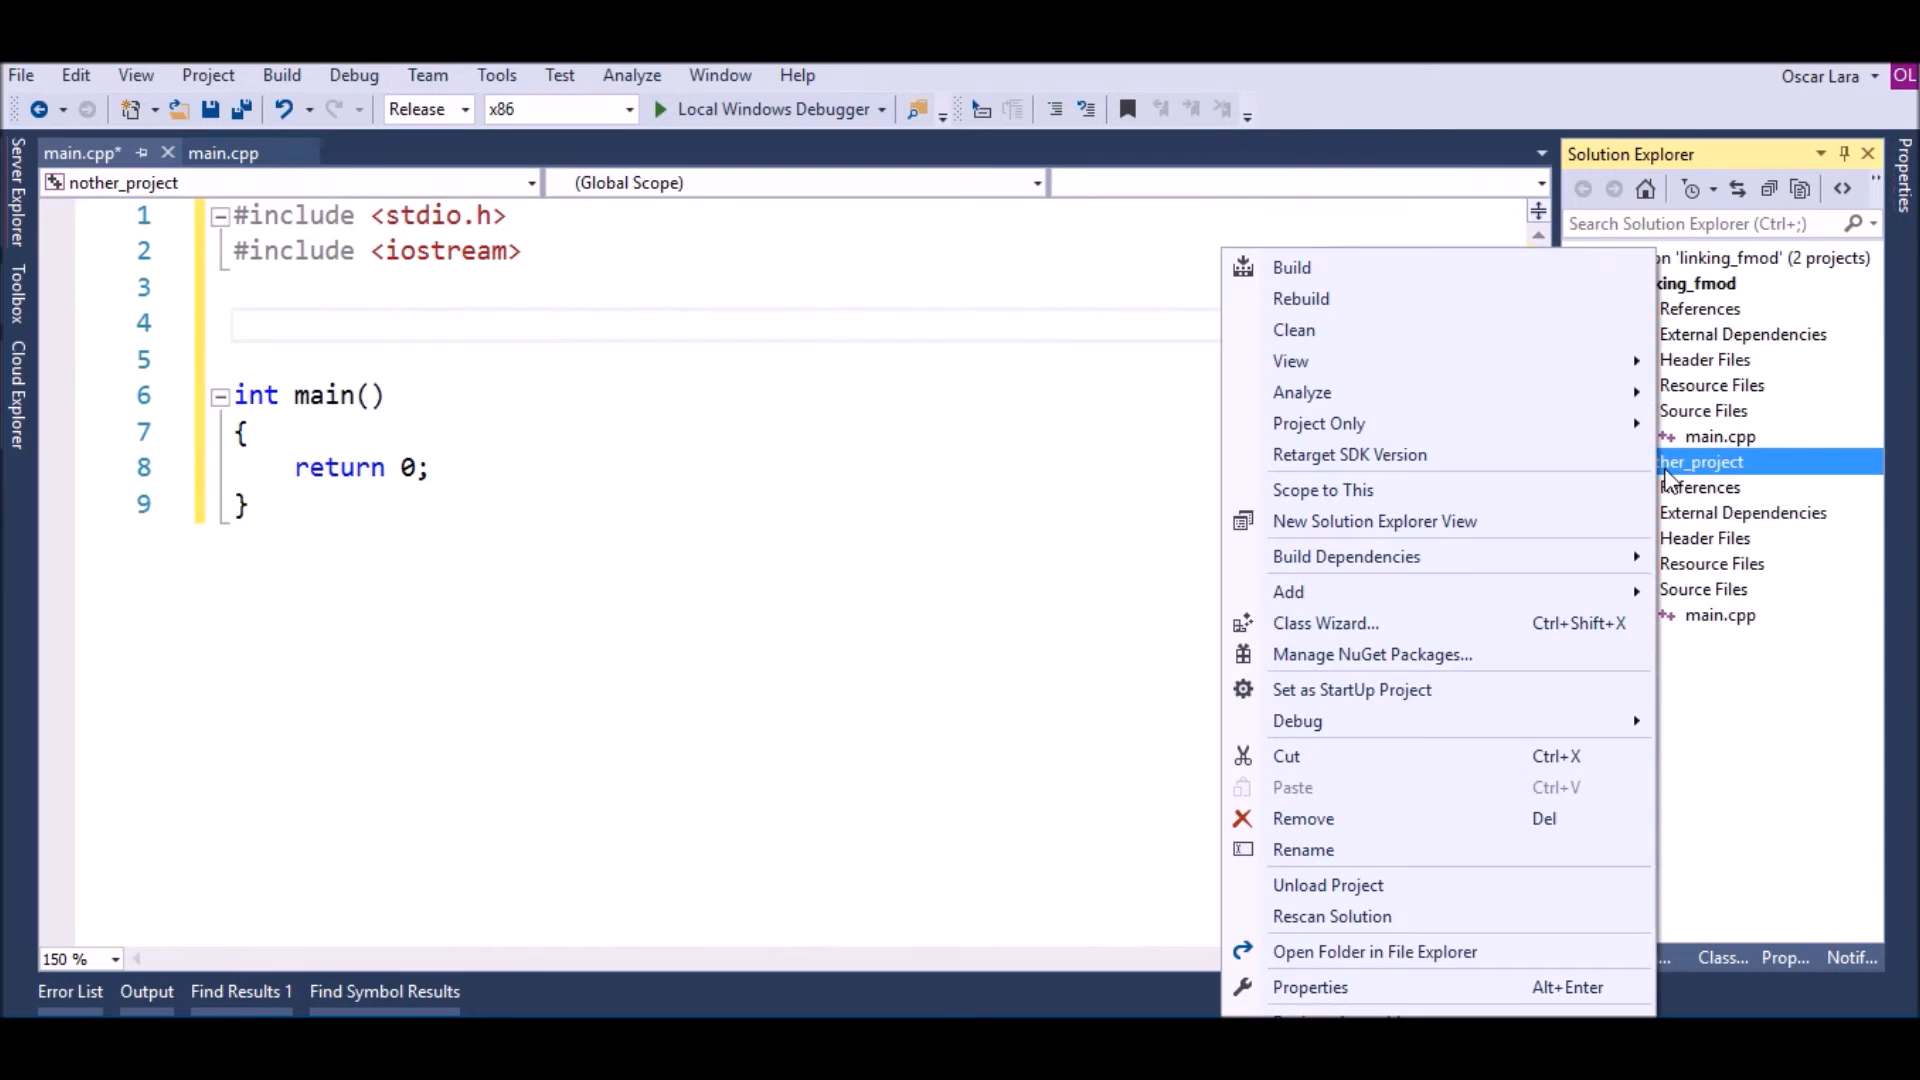 File Edit View Project Build Debug Team Tools Test Analyze Window Help Oscar Lara OL
Release x86 Local Windows Debugger
main.cpp* main.cpp
nother_project (Global Scope)
1 #include <stdio.h>
2 #include <iostream>
3
4
5
6 int main()
7 {
8 return 0;
9 }
150 %
Error List Output Find Results 1 Find Symbol Results
Server Explorer
Toolbox
Cloud Explorer
Build
Rebuild
Clean
View
Analyze
Project Only
Retarget SDK Version
Scope to This
New Solution Explorer View
Build Dependencies
Add
Class Wizard... Ctrl+Shift+X
Manage NuGet Packages...
Set as StartUp Project
Debug
Cut Ctrl+X
Paste Ctrl+V
Remove Del
Rename
Unload Project
Rescan Solution
Open Folder in File Explorer
Properties Alt+Enter
Solution Explorer
Search Solution Explorer (Ctrl+;)
on 'linking_fmod' (2 projects)
king_fmod
References
External Dependencies
Header Files
Resource Files
Source Files
main.cpp
her_project
eferences
External Dependencies
Header Files
Resource Files
Source Files
main.cpp
... Class... Prop... Notif...
Properties